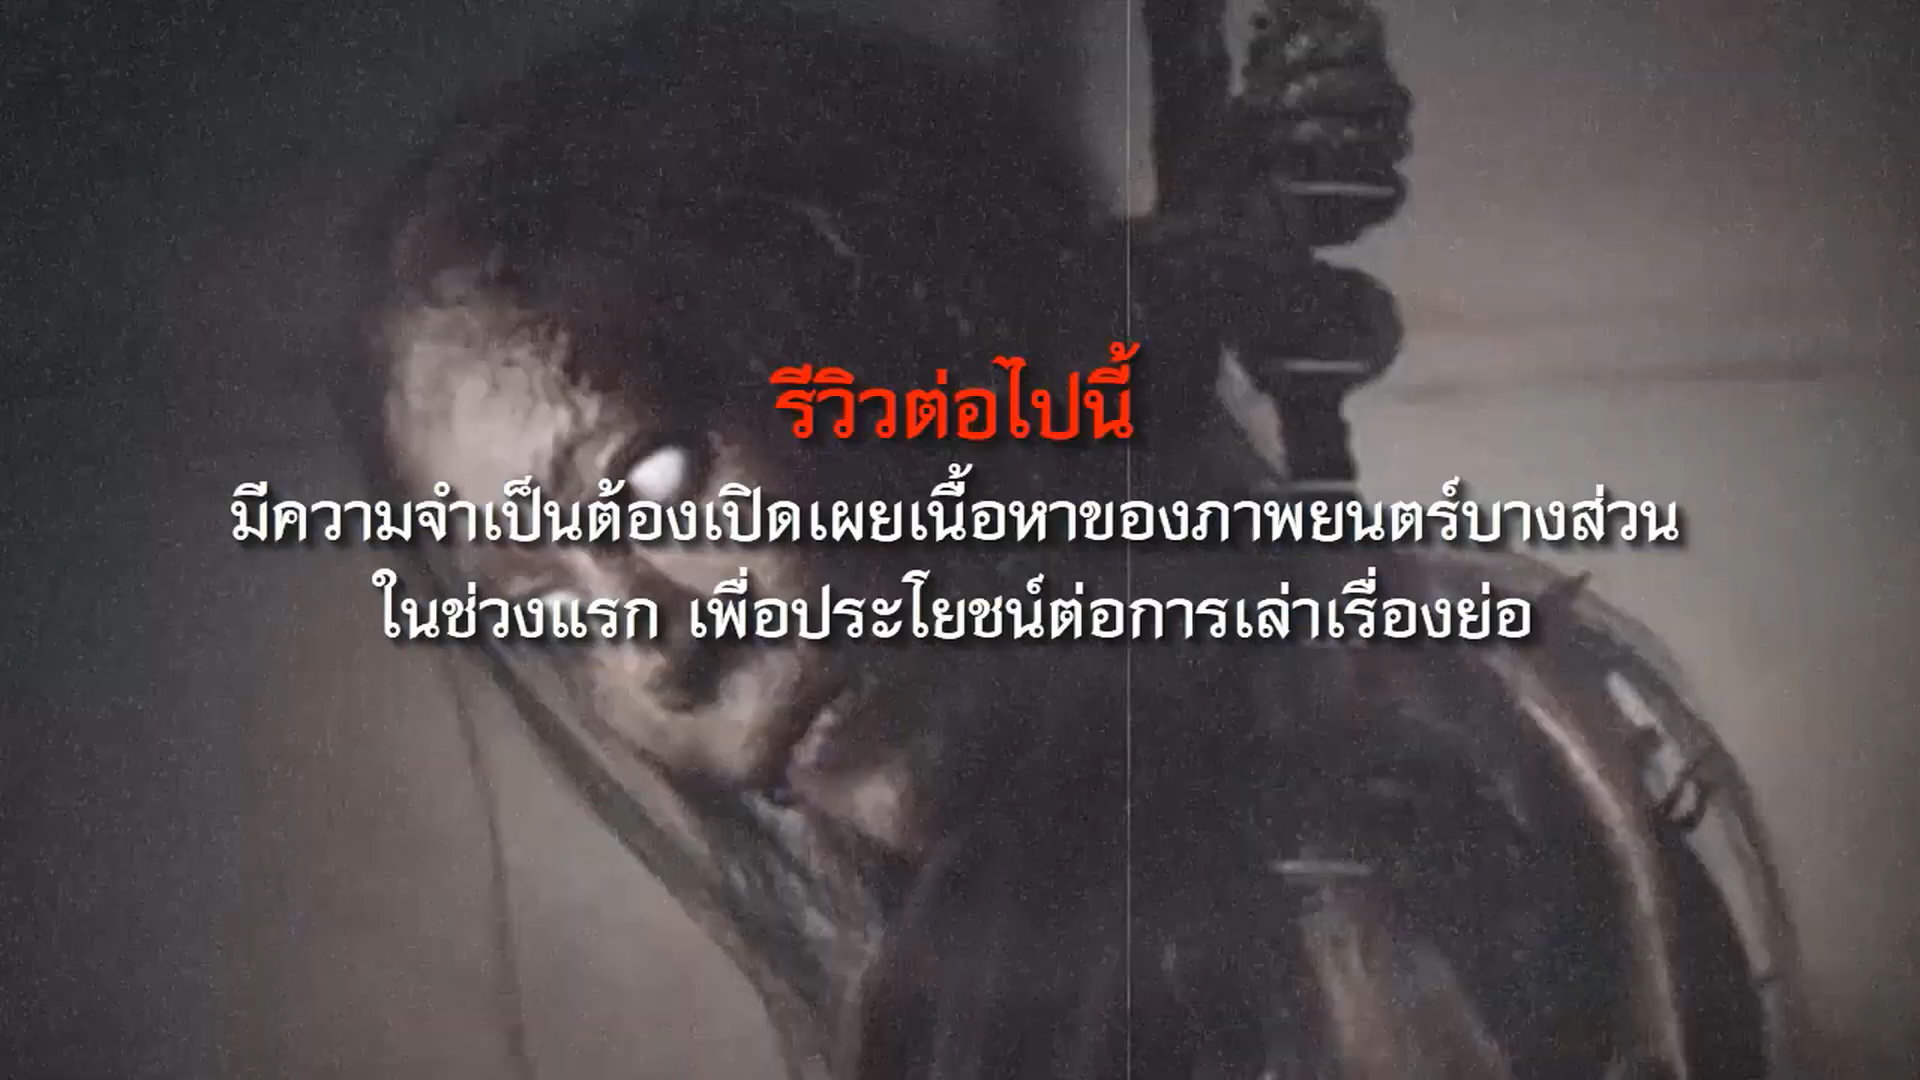 รีวิวต่อไปนี้
มีความจำเป็นต้องเปิดเผยเนื้อหาของภาพยนตร์บางส่วน
ในช่วงแรก เพื่อประโยชน์ต่อการเล่าเรื่องย่อ